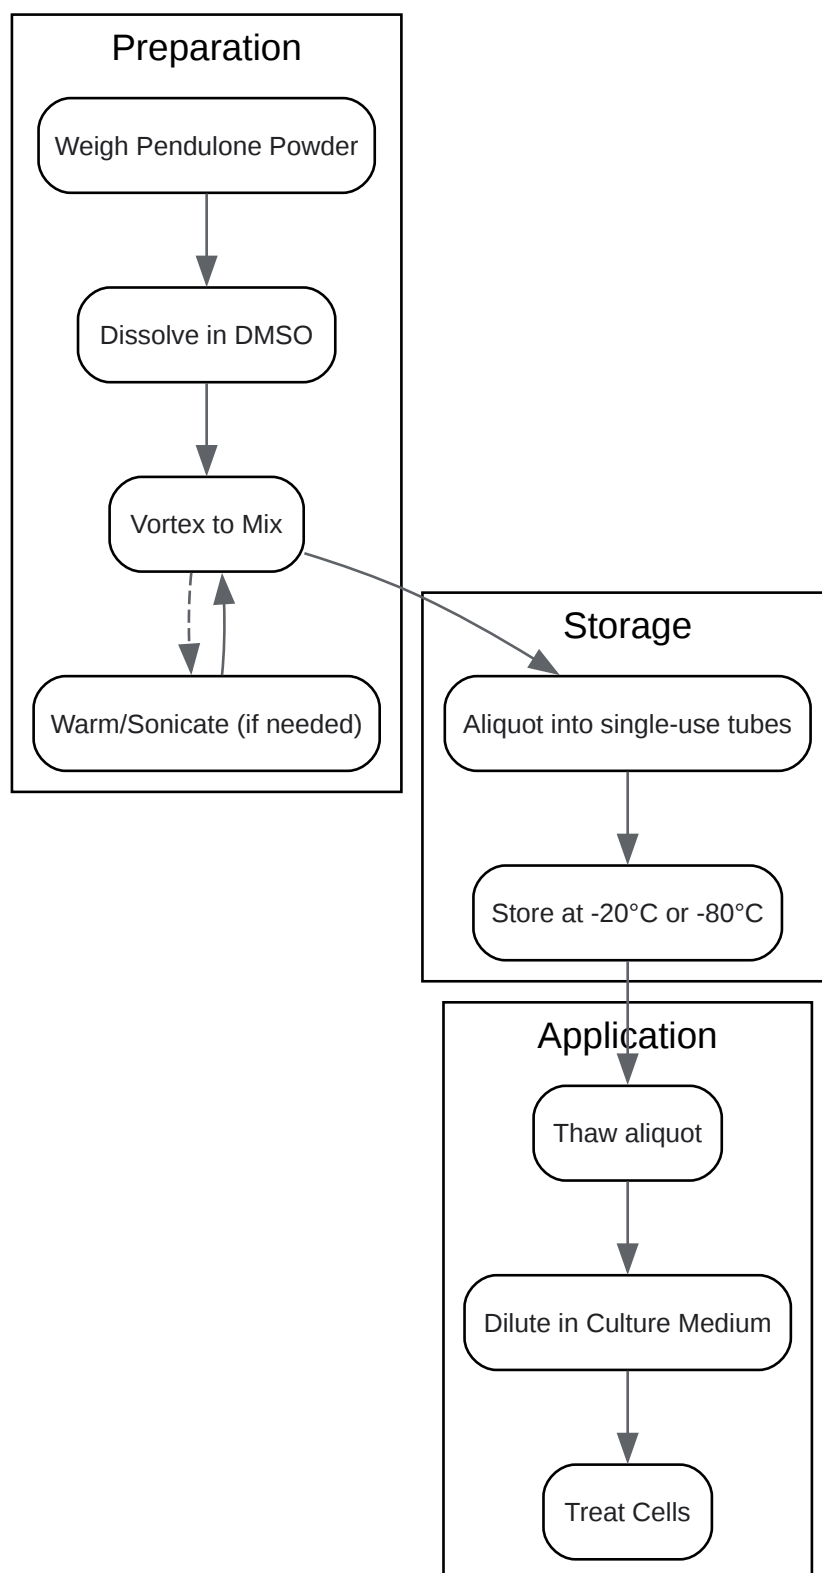 Preparation
Weigh Pendulone Powder
Dissolve in DMSO
Vortex to Mix
Warm/Sonicate (if needed)
Storage
Aliquot into single-use tubes
Store at -20°C or -80°C
Application
Thaw aliquot
Dilute in Culture Medium
Treat Cells